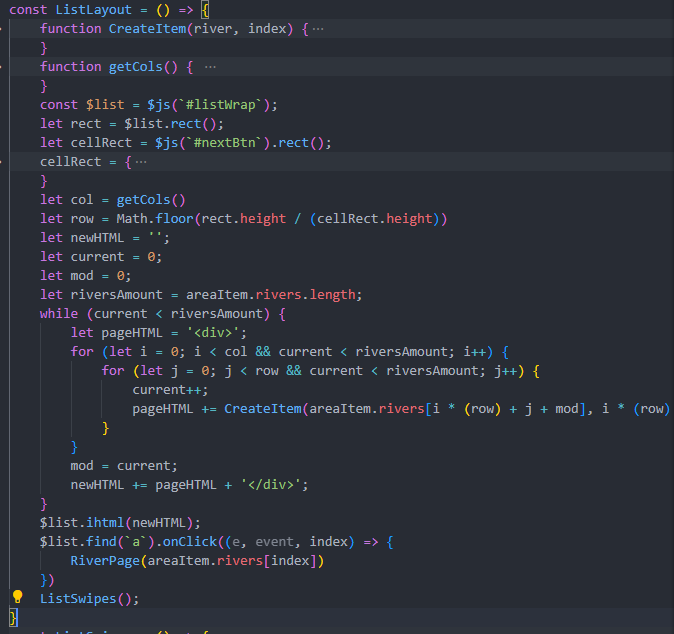 const ListLayout = () => {
function CreateItem(river, index) { ···
}
function getCols() { ···
}
const $list = $js(`#listWrap`);
let rect = $list.rect();
let cellRect = $js(`#nextBtn`).rect();
cellRect = { ···
}
let col = getCols()
let row = Math.floor(rect.height / (cellRect.height))
let newHTML = '';
let current = 0;
let mod = 0;
let riversAmount = areaItem.rivers.length;
while (current < riversAmount) {
let pageHTML = '<div>';
for (let i = 0; i < col && current < riversAmount; i++) {
for (let j = 0; j < row && current < riversAmount; j++) {
current++;
pageHTML += CreateItem(areaItem.rivers[i * (row) + j + mod], i * (row)
}
}
mod = current;
newHTML += pageHTML + '</div>';
}
$list.ihtml(newHTML);
$list.find(`a`).onClick((e, event, index) => {
RiverPage(areaItem.rivers[index])
})
ListSwipes();
}